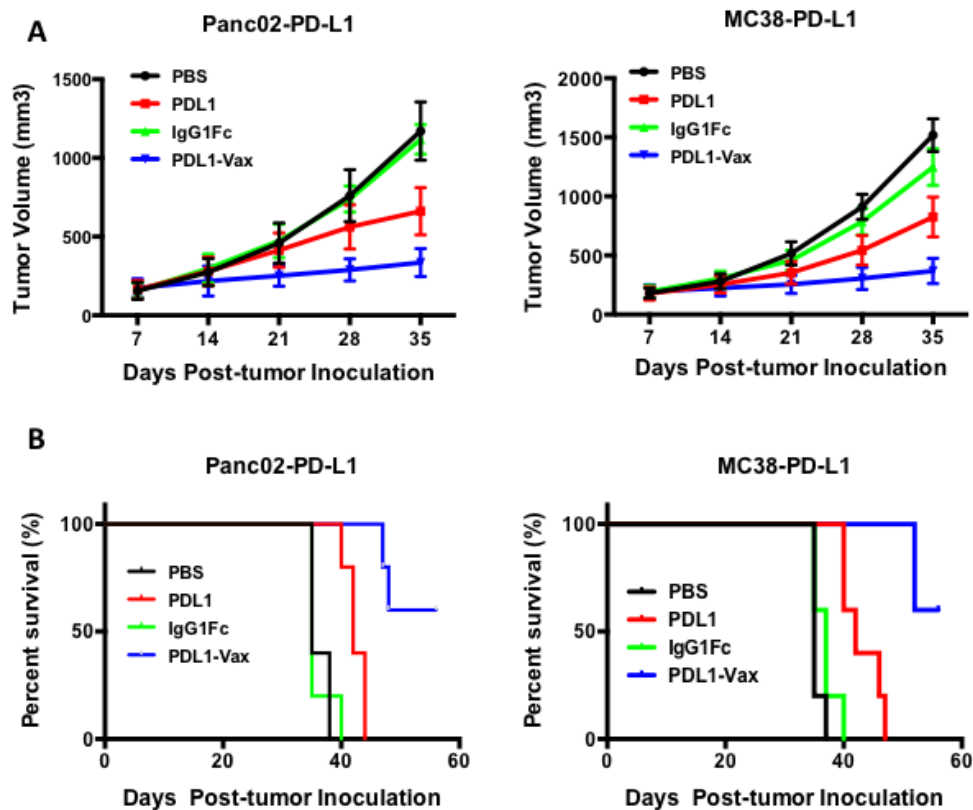 A
Panc02-PD-L1
Tumor Volume (mm3)
1500
1000
500
0
PBS
PDL1
IgG1Fc
PDL1-Vax
7 14 21 28 35
Days Post-tumor Inoculation
MC38-PD-L1
Tumor Volume (mm3)
2000
1500
1000
500
0
PBS
PDL1
IgG1Fc
PDL1-Vax
7 14 21 28 35
Days Post-tumor Inoculation
B
Panc02-PD-L1
Percent survival (%)
100
50
0
PBS
PDL1
IgG1Fc
PDL1-Vax
0 20 40 60
Days Post-tumor Inoculation
MC38-PD-L1
Percent survival (%)
100
50
0
PBS
PDL1
IgG1Fc
PDL1-Vax
0 20 40 60
Days Post-tumor Inoculation